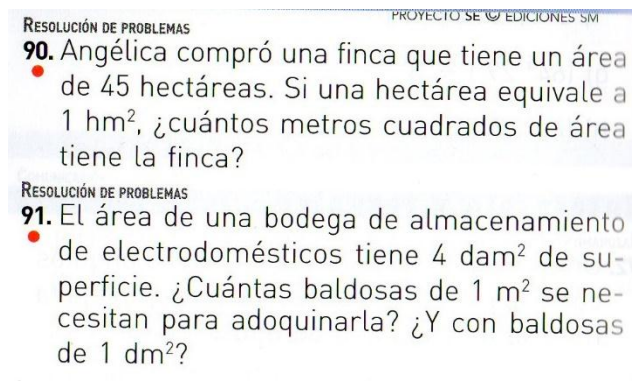 PROYECTO SE © EDICIONES SM
RESOLUCIÓN DE PROBLEMAS
90. Angélica compró una finca que tiene un área
de 45 hectáreas. Si una hectárea equivale a
1 hm², ¿cuántos metros cuadrados de área
tiene la finca?
RESOLUCIÓN DE PROBLEMAS
91. El área de una bodega de almacenamiento
de electrodomésticos tiene 4 dam² de su-
perficie. ¿Cuántas baldosas de 1 m² se ne-
cesitan para adoquinarla? ¿Y con baldosas
de 1 dm²?